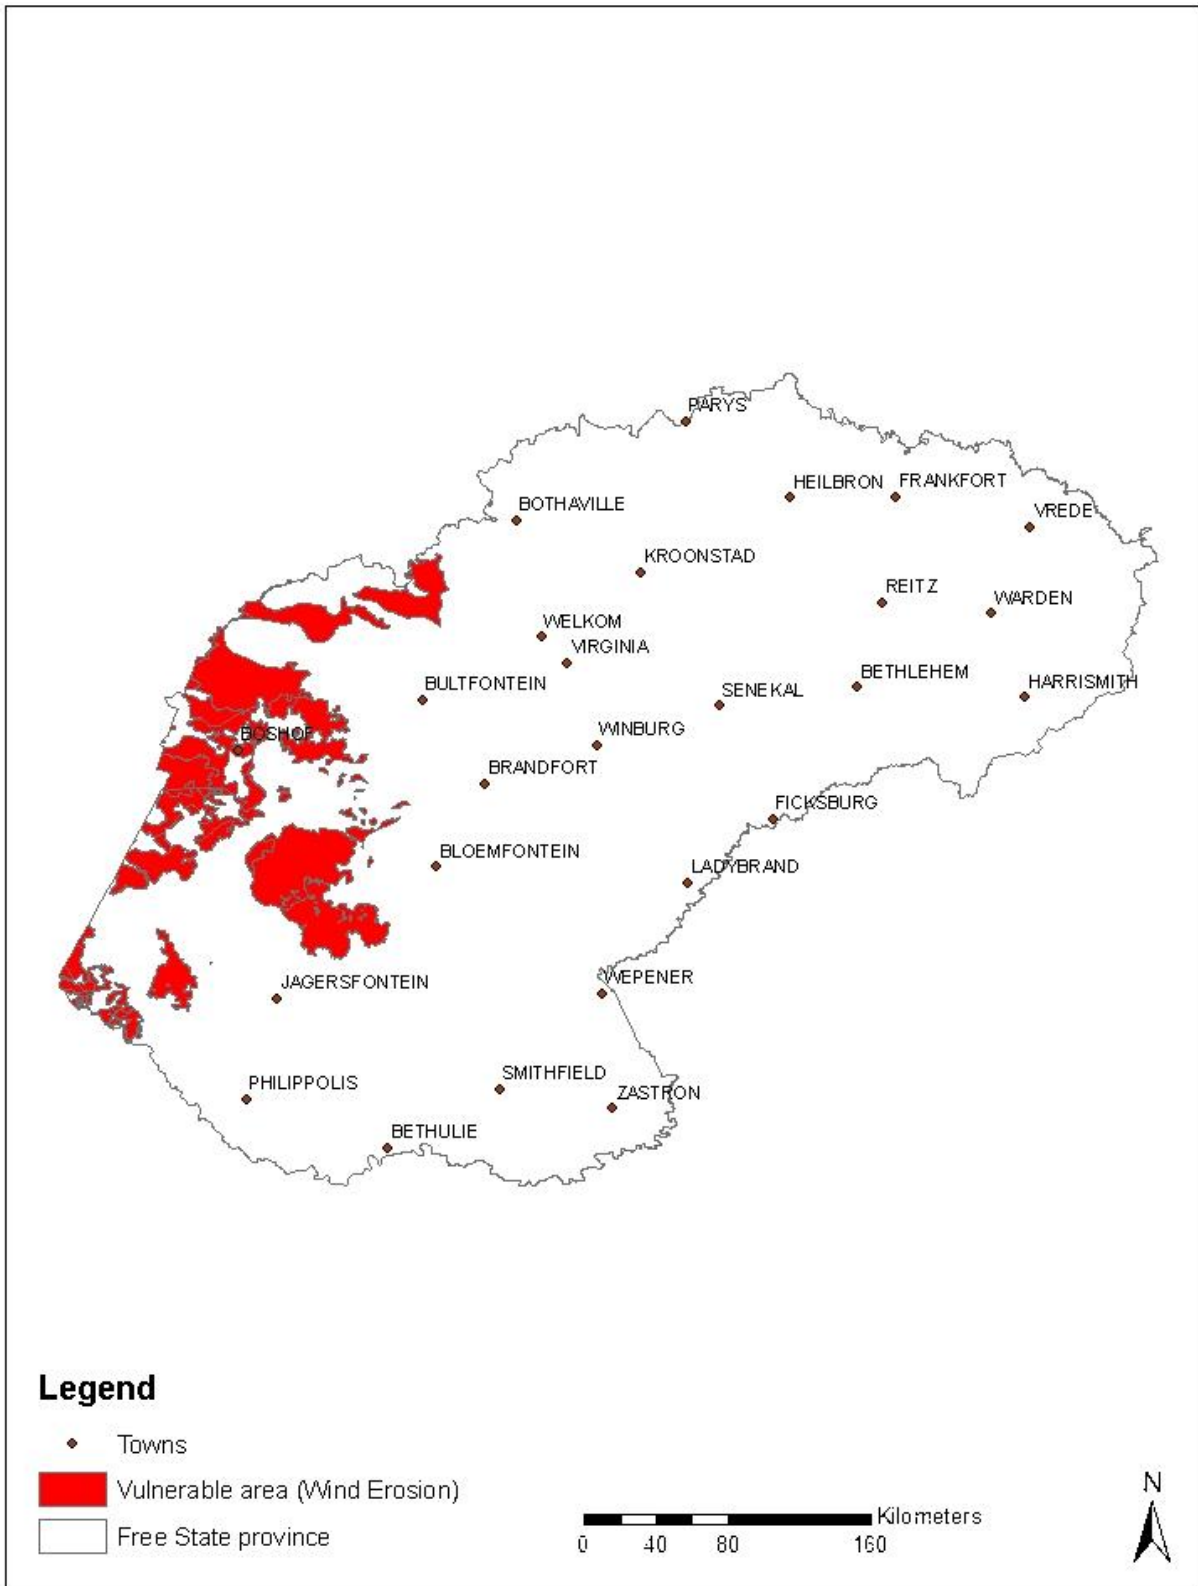 PARYS
HEILBRON
FRANKFORT
BOTHAVILLE
VREDE
KROONSTAD
REITZ
WARDEN
WELKOM
VIRGINIA
BULTFONTEIN
BETHLEHEM
HARRISMITH
SENEKAL
BOSHOF
WINBURG
BRANDFORT
FICKSBURG
BLOEMFONTEIN
LADYBRAND
JAGERSFONTEIN
WEPENER
PHILIPPOLIS
SMITHFIELD
ZASTRON
BETHULIE
Legend
Towns
Vulnerable area (Wind Erosion)
Free State province
Kilometers
0 40 80 160
N